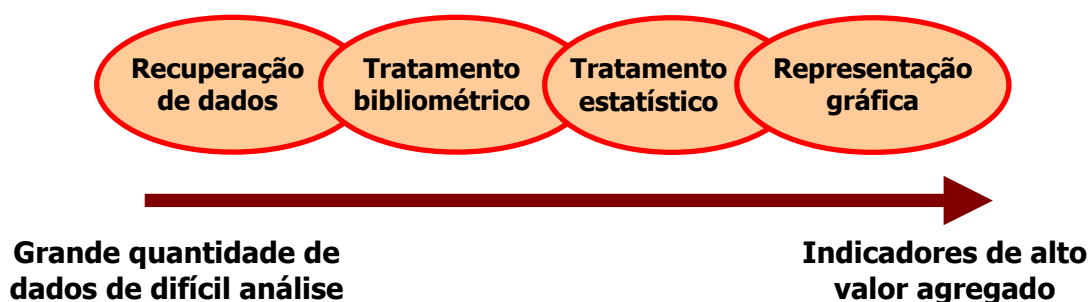 Recuperação
de dados
Tratamento
bibliométrico
Tratamento
estatístico
Representação
gráfica
Grande quantidade de
dados de difícil análise
Indicadores de alto
valor agregado